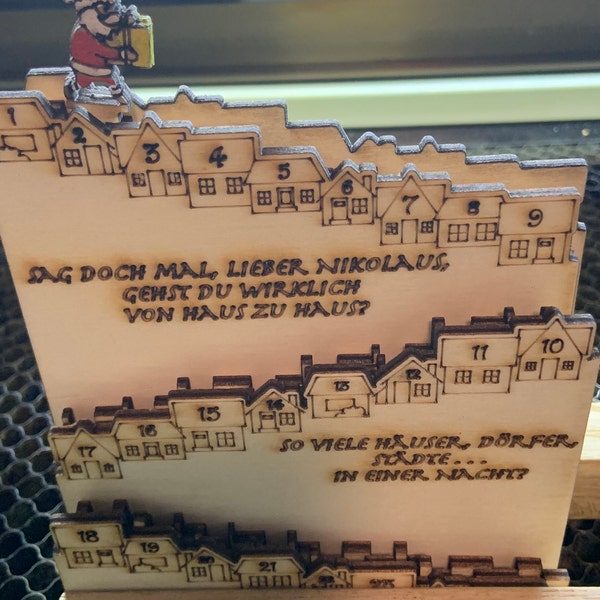 1 2 3 4 5 6 7 8 9
SAG DOCH MAL, LIEBER NIKOLAUS,
GEHST DU WIRKLICH
VON HAUS ZU HAUS?
17 16 15 14 13 12 11 10
SO VIELE HÄUSER, DÖRFER,
STÄDTE...
IN EINER NACHT?
18 19 20 21